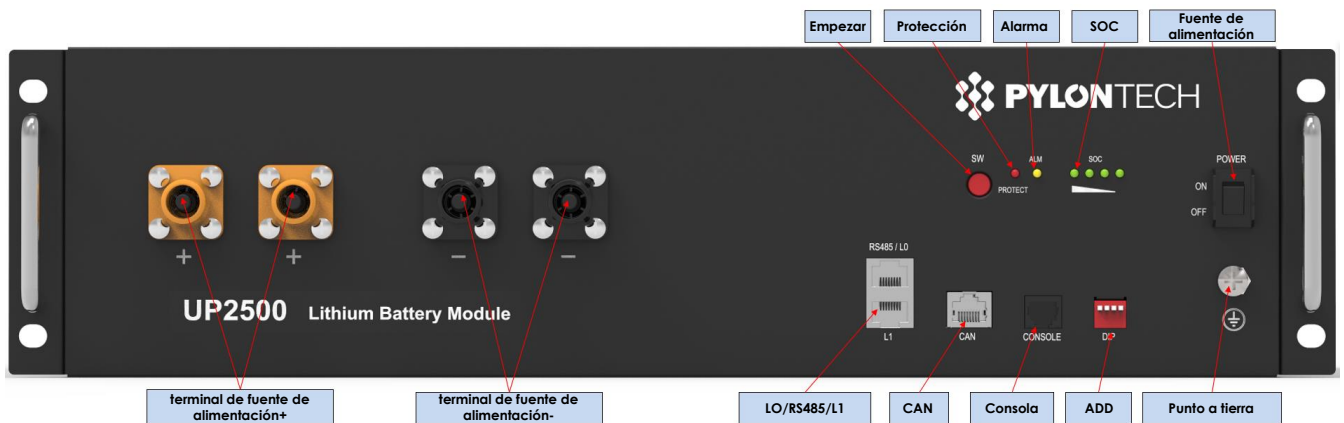 Empezar
Protección
Alarma
SOC
Fuente de
alimentación
PYLONTECH
SW
ALM
SOC
POWER
PROTECT
ON
OFF
+
+
−
−
RS485 / L0
UP2500 Lithium Battery Module
L1
CAN
CONSOLE
DIP
terminal de fuente de
alimentación+
terminal de fuente de
alimentación-
LO/RS485/L1
CAN
Consola
ADD
Punto a tierra